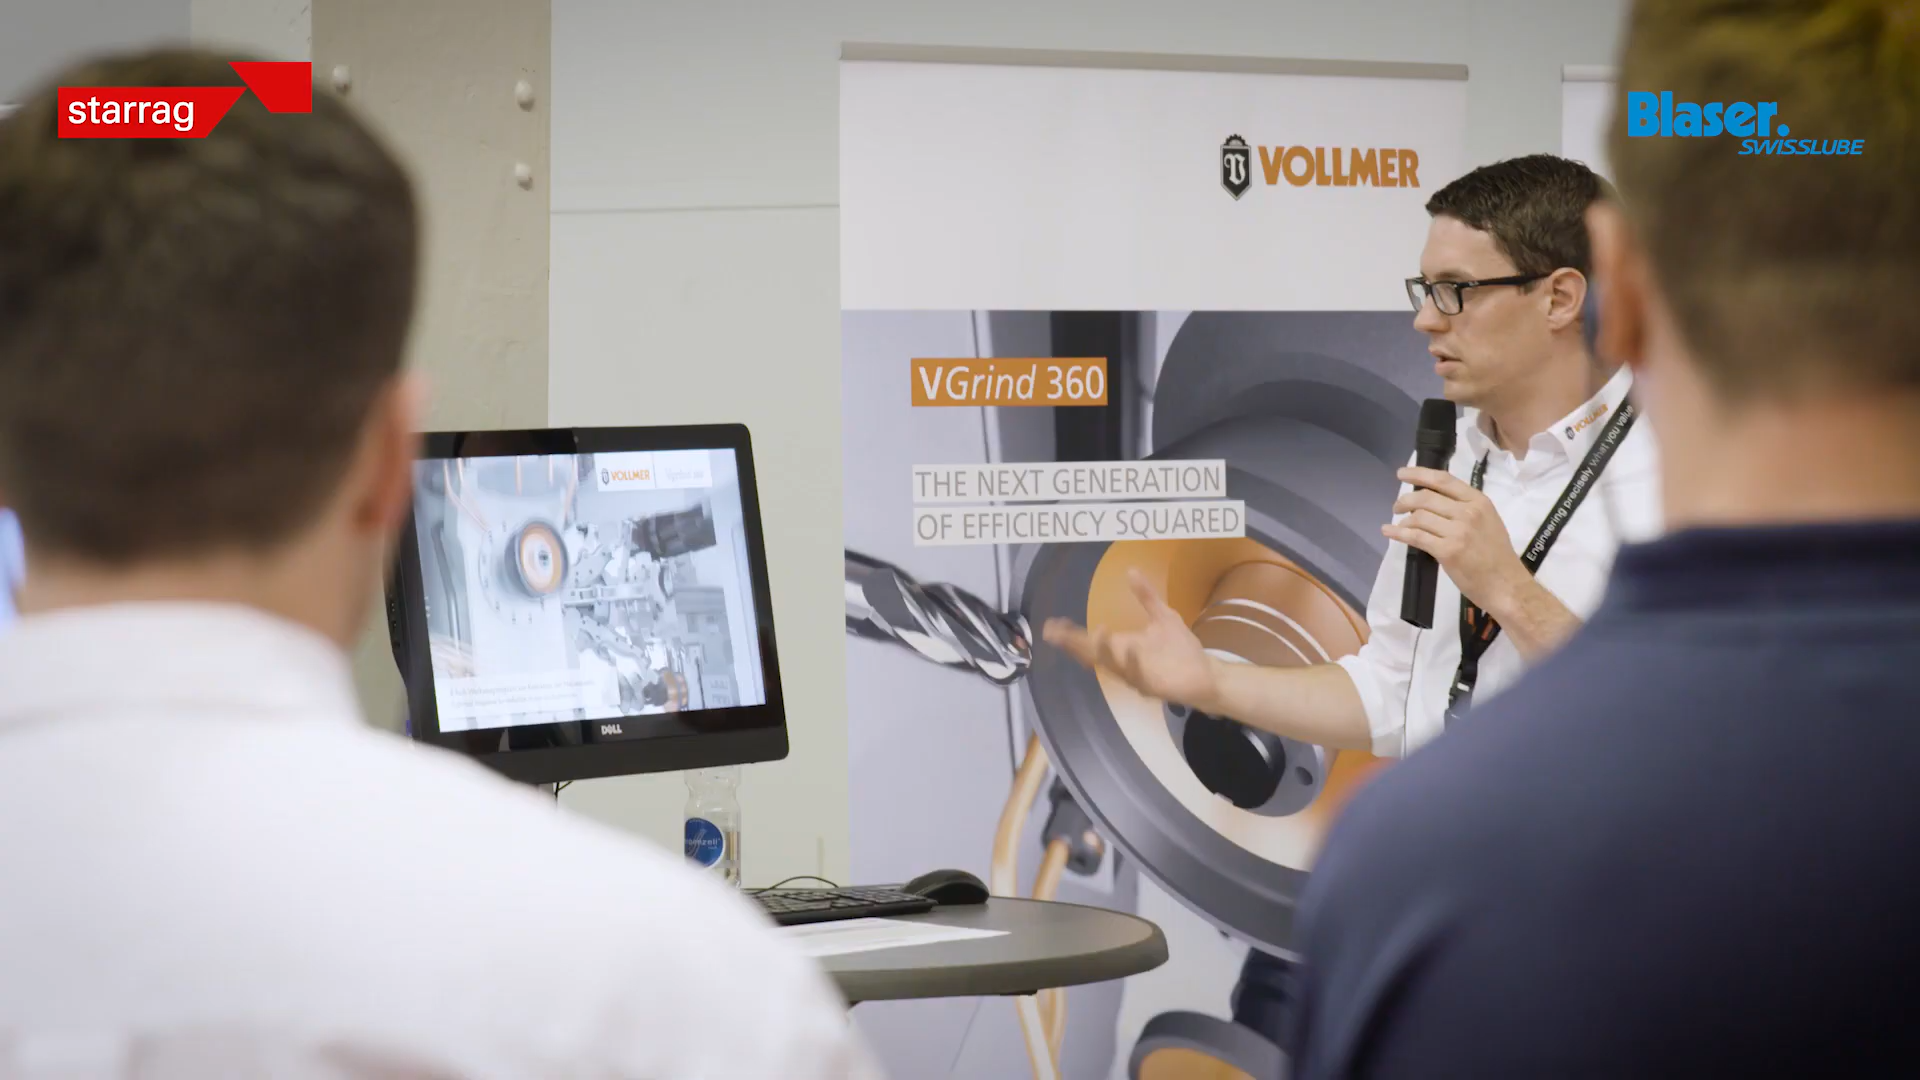 starrag
Blaser.
SWISSLUBE
VOLLMER
VGrind 360
THE NEXT GENERATION
OF EFFICIENCY SQUARED
VOLLMER
Engineering precisely What you value
VOLLMER
DELL